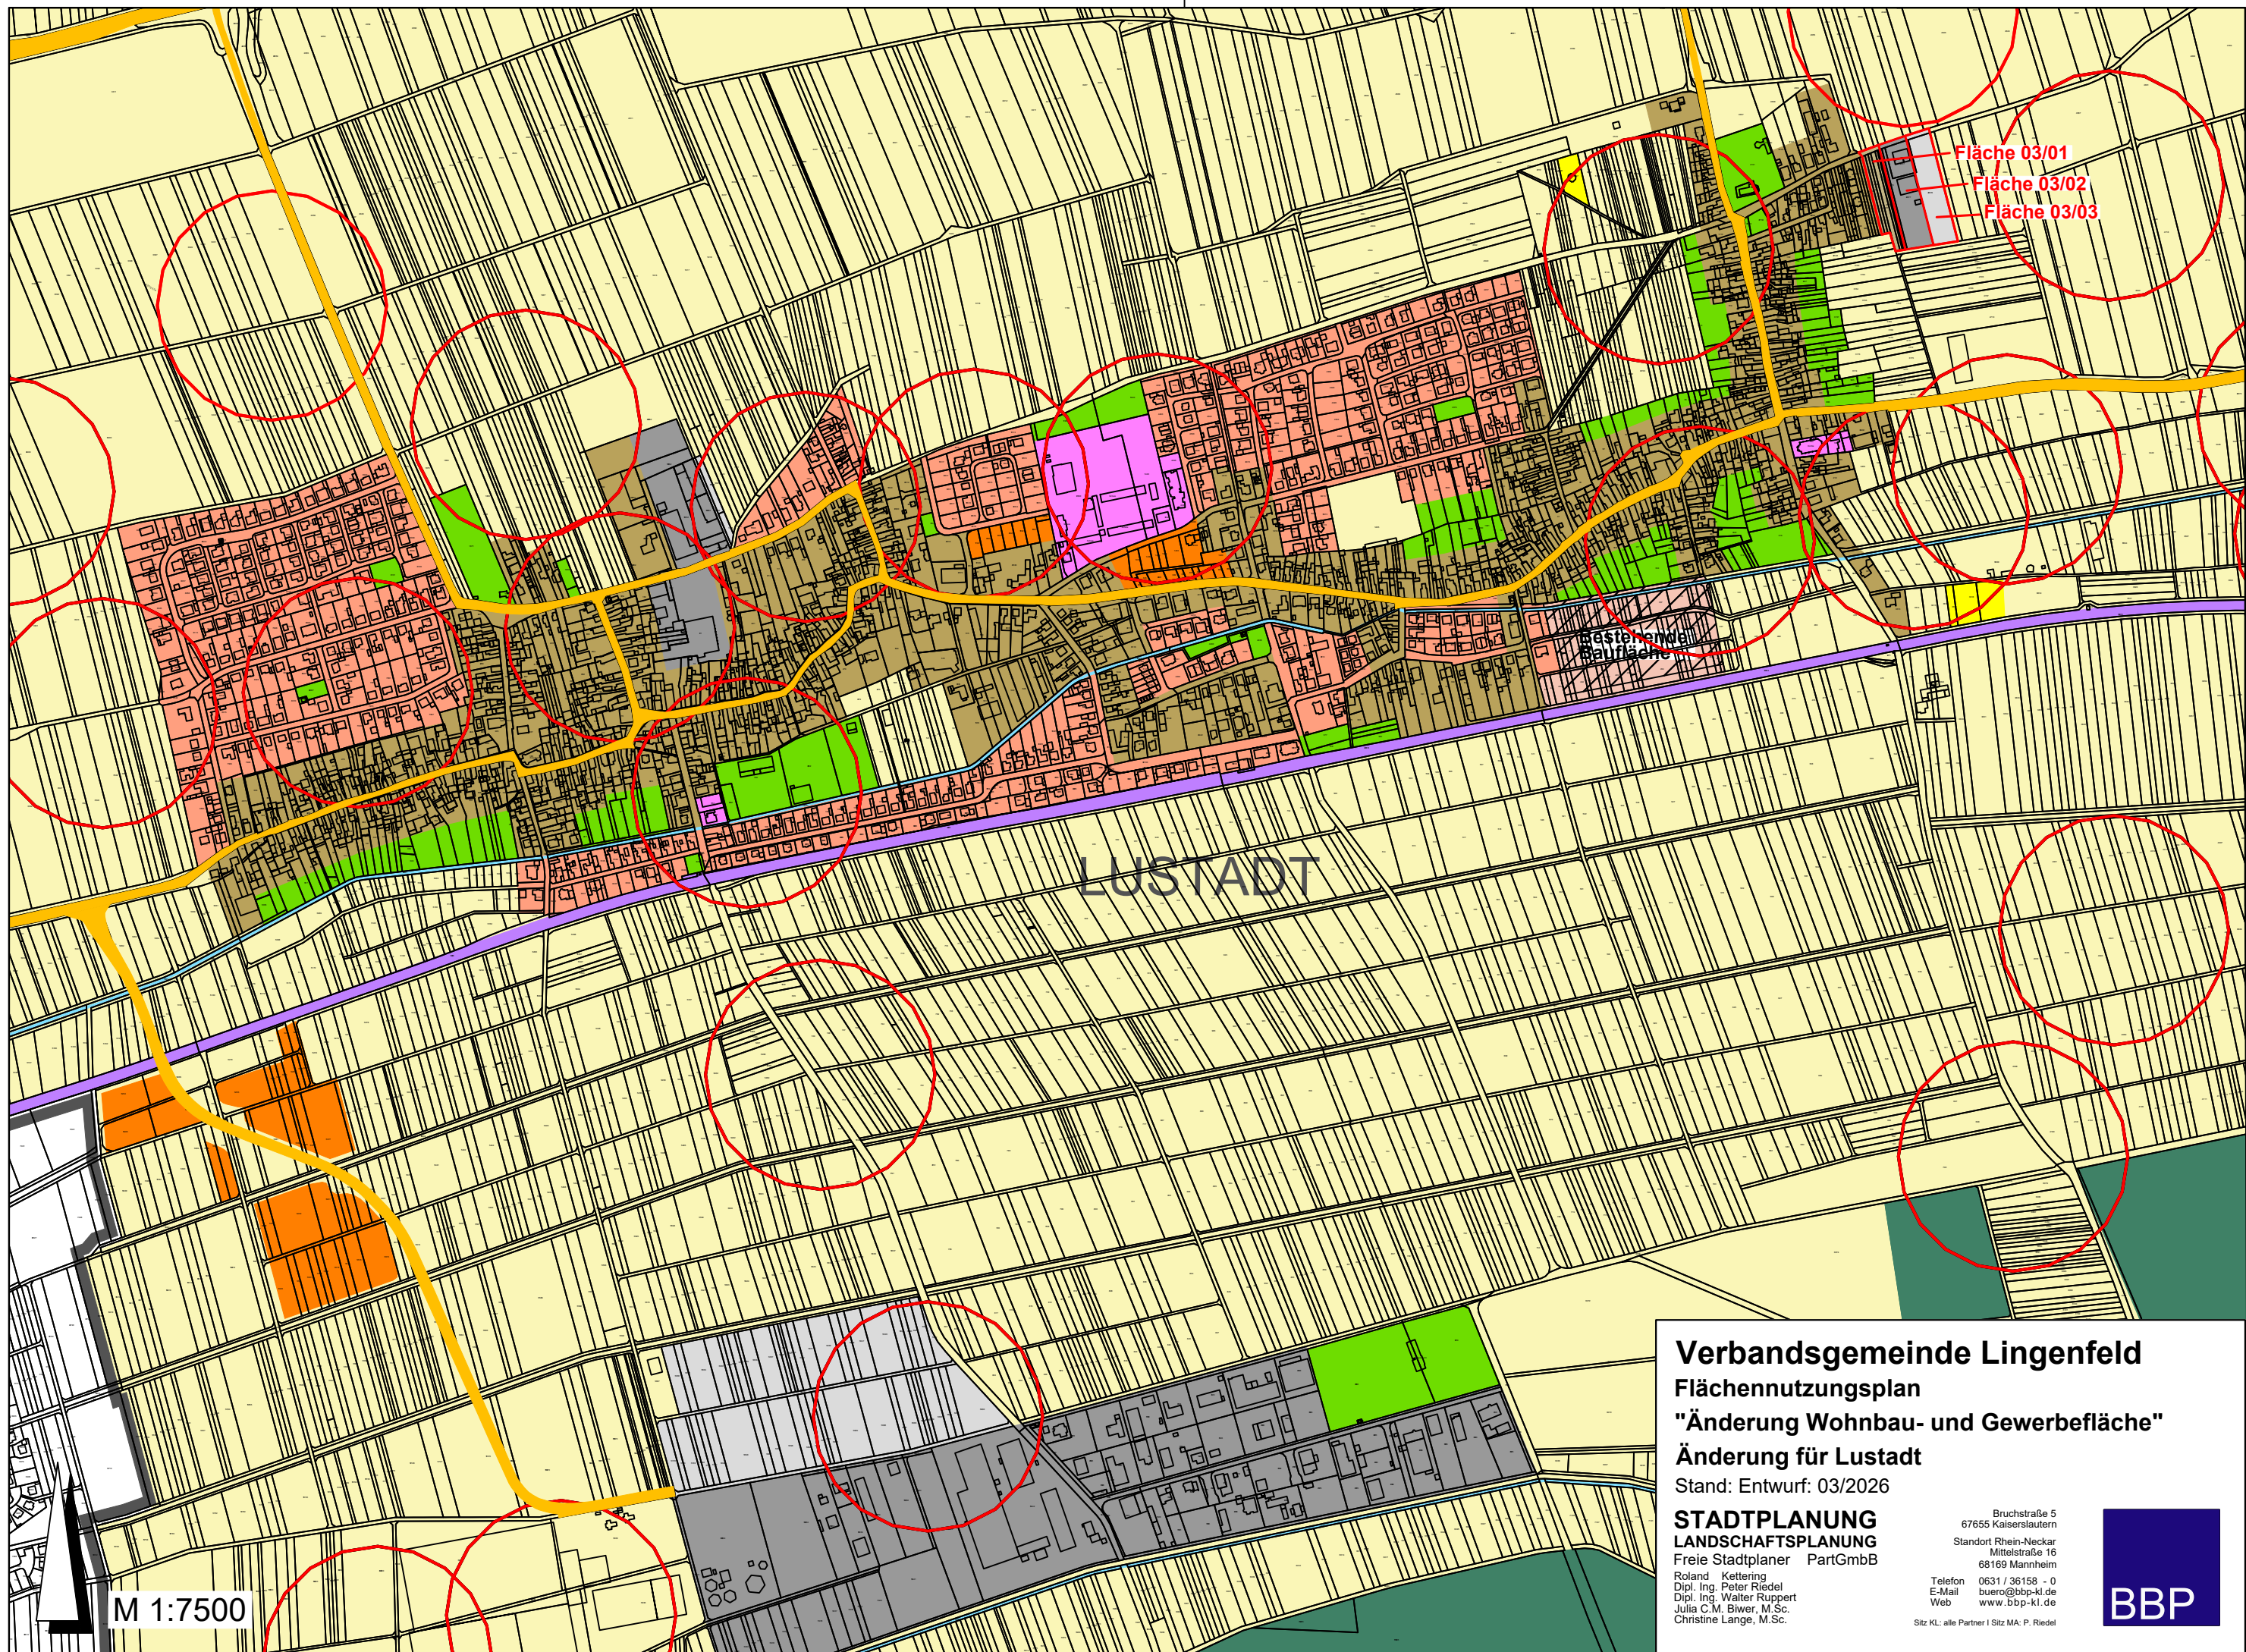 Fläche 03/01
Fläche 03/02
Fläche 03/03
Bestehende
Baufläche
LUSTADT
M 1:7500
Verbandsgemeinde Lingenfeld
Flächennutzungsplan
"Änderung Wohnbau- und Gewerbefläche"
Änderung für Lustadt
Stand: Entwurf: 03/2026
STADTPLANUNG
LANDSCHAFTSPLANUNG
Freie Stadtplaner PartGmbB
Roland Kettering
Dipl. Ing. Peter Riedel
Dipl. Ing. Walter Ruppert
Julia C.M. Biwer, M.Sc.
Christine Lange, M.Sc.
Bruchstraße 5
67655 Kaiserslautern
Standort Rhein-Neckar
Mittelstraße 16
68169 Mannheim
Telefon 0631 / 36158 - 0
E-Mail buero@bbp-kl.de
Web www.bbp-kl.de
Sitz KL: alle Partner I Sitz MA: P. Riedel
BBP